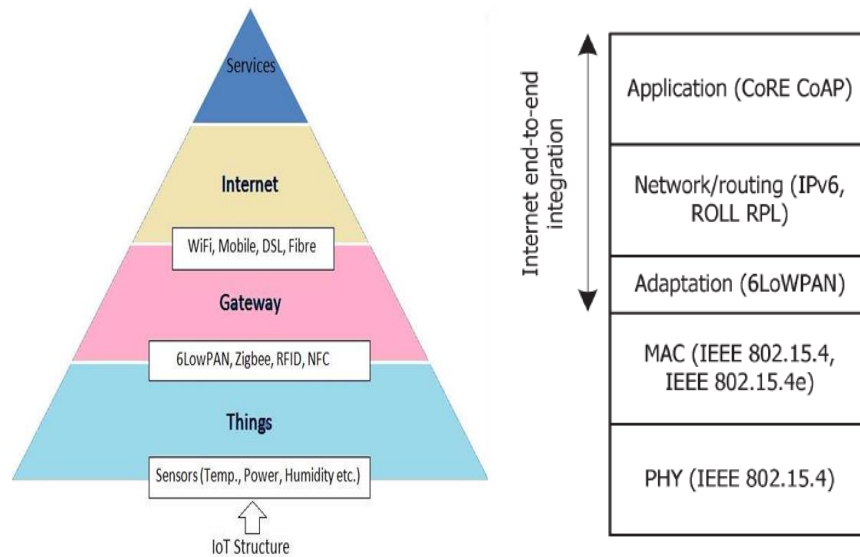 Services
Internet
WiFi, Mobile, DSL, Fibre
Gateway
6LowPAN, Zigbee, RFID, NFC
Things
Sensors (Temp., Power, Humidity etc.)
IoT Structure
Internet end-to-end
integration
Application (CoRE CoAP)
Network/routing (IPv6,
ROLL RPL)
Adaptation (6LoWPAN)
MAC (IEEE 802.15.4,
IEEE 802.15.4e)
PHY (IEEE 802.15.4)